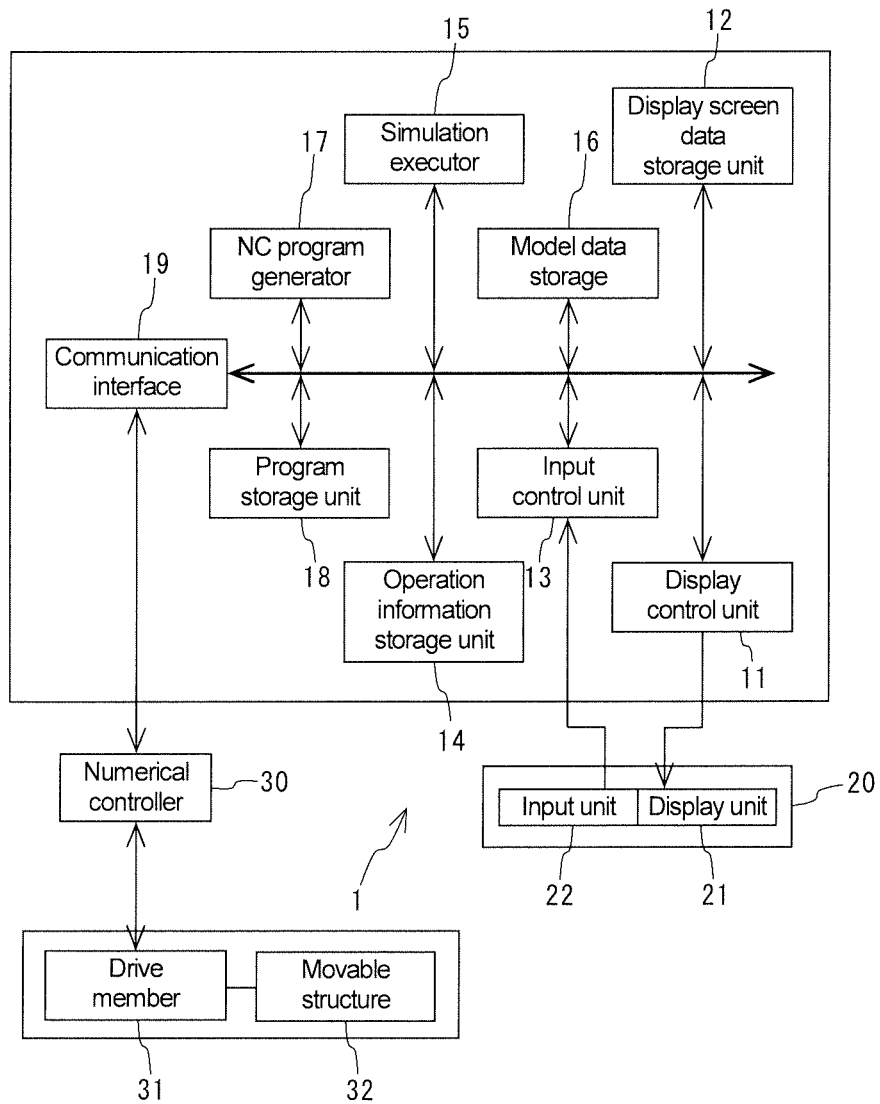 12
15
Display screen
data
storage unit
Simulation
executor
17
16
NC program
generator
Model data
storage
19
Communication
interface
Program
storage unit
Input
control unit
18
13
Operation
information
storage unit
Display
control unit
11
14
Numerical
controller
30
20
Input unit
Display unit
22
21
1
Drive
member
Movable
structure
31
32